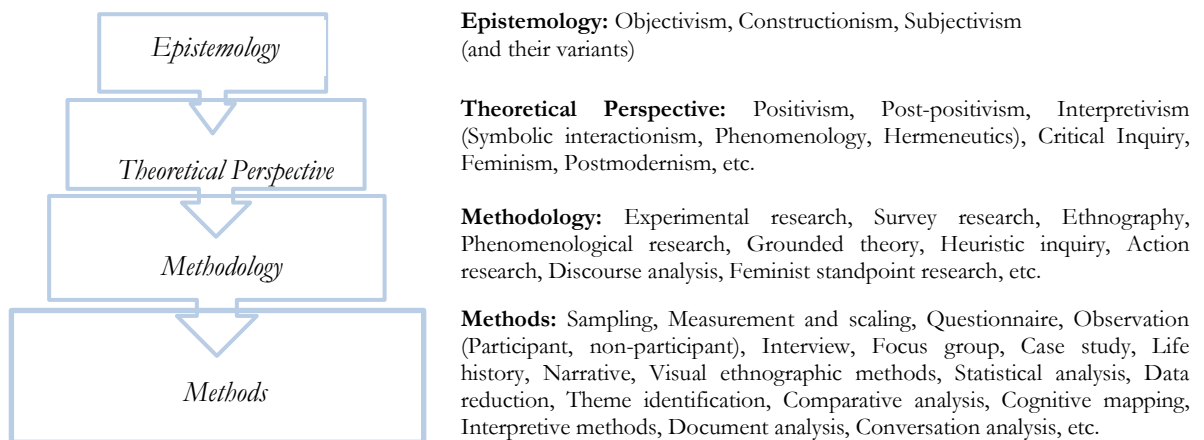 Epistemology
Theoretical Perspective
Methodology
Methods
Epistemology: Objectivism, Constructionism, Subjectivism
(and their variants)
Theoretical Perspective: Positivism, Post-positivism, Interpretivism
(Symbolic interactionism, Phenomenology, Hermeneutics), Critical Inquiry,
Feminism, Postmodernism, etc.
Methodology: Experimental research, Survey research, Ethnography,
Phenomenological research, Grounded theory, Heuristic inquiry, Action
research, Discourse analysis, Feminist standpoint research, etc.
Methods: Sampling, Measurement and scaling, Questionnaire, Observation
(Participant, non-participant), Interview, Focus group, Case study, Life
history, Narrative, Visual ethnographic methods, Statistical analysis, Data
reduction, Theme identification, Comparative analysis, Cognitive mapping,
Interpretive methods, Document analysis, Conversation analysis, etc.